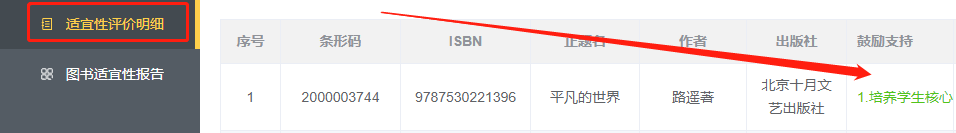 适宜性评价明细
图书适宜性报告
序号 条形码 ISBN 正题名 作者 出版社 鼓励支持
1 2000003744 9787530221396 平凡的世界 路遥著 北京十月文艺出版社 1.培养学生核心